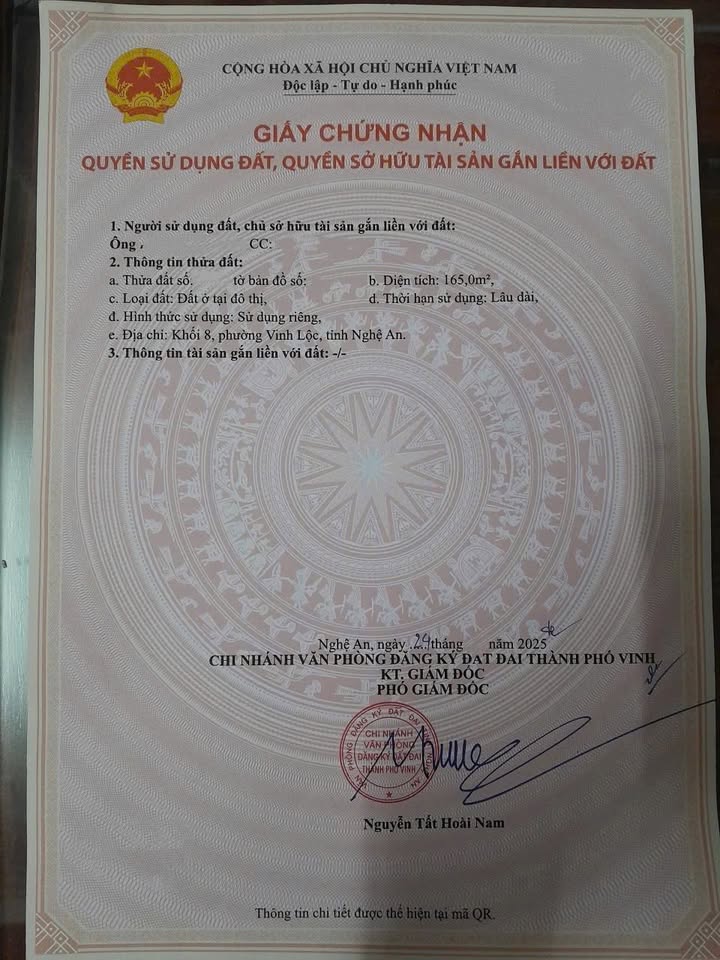 CỘNG HÒA XÃ HỘI CHỦ NGHĨA VIỆT NAM
Độc lập - Tự do - Hạnh phúc
GIẤY CHỨNG NHẬN
QUYỀN SỬ DỤNG ĐẤT, QUYỀN SỞ HỮU TÀI SẢN GẮN LIỀN VỚI ĐẤT
1. Người sử dụng đất, chủ sở hữu tài sản gắn liền với đất:
Ông , CC:
2. Thông tin thửa đất:
a. Thửa đất số. tờ bản đồ số: b. Diện tích: 165,0m²,
c. Loại đất: Đất ở tại đô thị, d. Thời hạn sử dụng: Lâu dài,
đ. Hình thức sử dụng: Sử dụng riêng,
e. Địa chỉ: Khối 8, phường Vinh Lộc, tỉnh Nghệ An.
3. Thông tin tài sản gắn liền với đất: -/-
Nghệ An, ngày .24 tháng năm 2025
CHI NHÁNH VĂN PHÒNG ĐĂNG KÝ ĐẤT ĐAI THÀNH PHỐ VINH
KT. GIÁM ĐỐC
PHÓ GIÁM ĐỐC
VĂN PHÒNG ĐĂNG KÝ ĐẤT ĐAI
CHI NHÁNH
VĂN PHÒNG
ĐĂNG KÝ ĐẤT ĐAI
THÀNH PHỐ VINH
Nguyễn Tất Hoài Nam
Thông tin chi tiết được thể hiện tại mã QR.